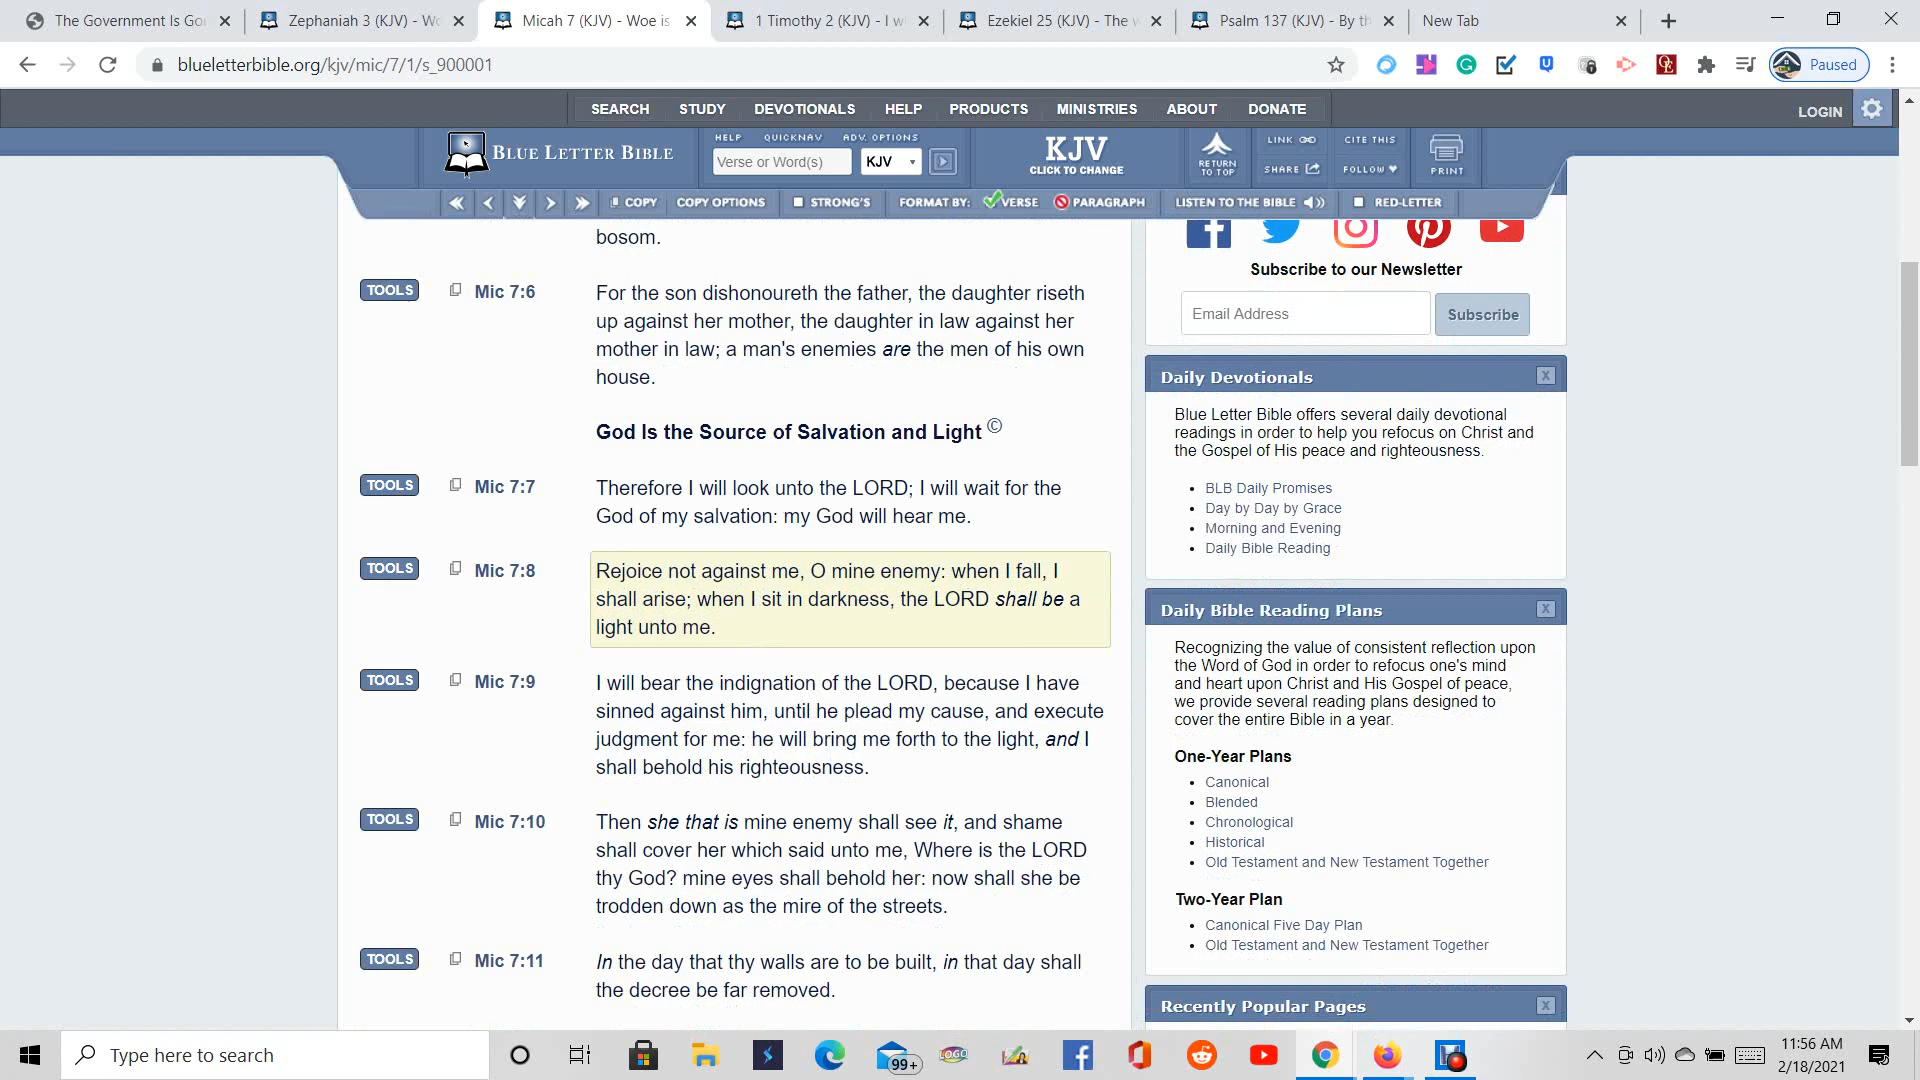 The Government Is Go
Zephaniah 3 (KJV) - Wo
Micah 7 (KJV) - Woe is
1 Timothy 2 (KJV) - I w
Ezekiel 25 (KJV) - The w
Psalm 137 (KJV) - By th
New Tab
blueletterbible.org/kjv/mic/7/1/s_900001
Paused
SEARCH STUDY DEVOTIONALS HELP PRODUCTS MINISTRIES ABOUT DONATE
LOGIN
BLUE LETTER BIBLE
HELP QUICKNAV ADV. OPTIONS
Verse or Word(s)
KJV
KJV
CLICK TO CHANGE
RETURN
TO TOP
LINK
SHARE
CITE THIS
FOLLOW
PRINT
COPY COPY OPTIONS STRONG'S FORMAT BY: VERSE PARAGRAPH LISTEN TO THE BIBLE RED-LETTER
bosom.
TOOLS Mic 7:6 For the son dishonoureth the father, the daughter riseth
up against her mother, the daughter in law against her
mother in law; a man's enemies are the men of his own
house.
God Is the Source of Salvation and Light ©
TOOLS Mic 7:7 Therefore I will look unto the LORD; I will wait for the
God of my salvation: my God will hear me.
TOOLS Mic 7:8 Rejoice not against me, O mine enemy: when I fall, I
shall arise; when I sit in darkness, the LORD shall be a
light unto me.
TOOLS Mic 7:9 I will bear the indignation of the LORD, because I have
sinned against him, until he plead my cause, and execute
judgment for me: he will bring me forth to the light, and I
shall behold his righteousness.
TOOLS Mic 7:10 Then she that is mine enemy shall see it, and shame
shall cover her which said unto me, Where is the LORD
thy God? mine eyes shall behold her: now shall she be
trodden down as the mire of the streets.
TOOLS Mic 7:11 In the day that thy walls are to be built, in that day shall
the decree be far removed.
Subscribe to our Newsletter
Email Address
Subscribe
Daily Devotionals
X
Blue Letter Bible offers several daily devotional
readings in order to help you refocus on Christ and
the Gospel of His peace and righteousness.
BLB Daily Promises
Day by Day by Grace
Morning and Evening
Daily Bible Reading
Daily Bible Reading Plans
X
Recognizing the value of consistent reflection upon
the Word of God in order to refocus one's mind
and heart upon Christ and His Gospel of peace,
we provide several reading plans designed to
cover the entire Bible in a year.
One-Year Plans
Canonical
Blended
Chronological
Historical
Old Testament and New Testament Together
Two-Year Plan
Canonical Five Day Plan
Old Testament and New Testament Together
Recently Popular Pages
X
Type here to search
99+
LOGO
11:56 AM
2/18/2021